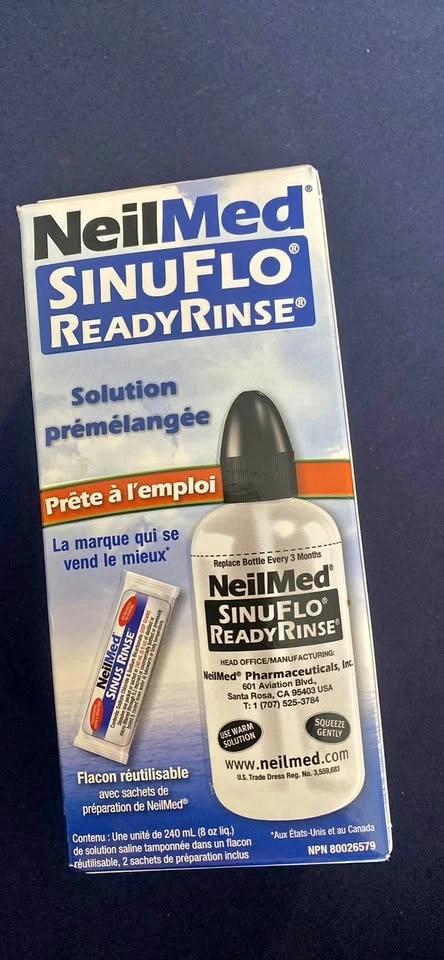 NeilMed®
SINUFLO®
READYRINSE®
Solution
prémélangée
Prête à l'emploi
La marque qui se
vend le mieux*
NeilMed®
SINUS RINSE™
Flacon réutilisable
avec sachets de
préparation de NeilMed®
Contenu : Une unité de 240 mL (8 oz liq.)
de solution saline tamponnée dans un flacon
réutilisable, 2 sachets de préparation inclus
Replace Bottle Every 3 Months
NeilMed®
SINUFLO®
READYRINSE®
HEAD OFFICE/MANUFACTURING:
NeilMed® Pharmaceuticals, Inc.
601 Aviation Blvd.,
Santa Rosa, CA 95403 USA
T: 1 (707) 525-3784
USE WARM
SOLUTION
SQUEEZE
GENTLY
www.neilmed.com
U.S. Trade Dress Reg. No. 3,559,683
*Aux États-Unis et au Canada
NPN 80026579